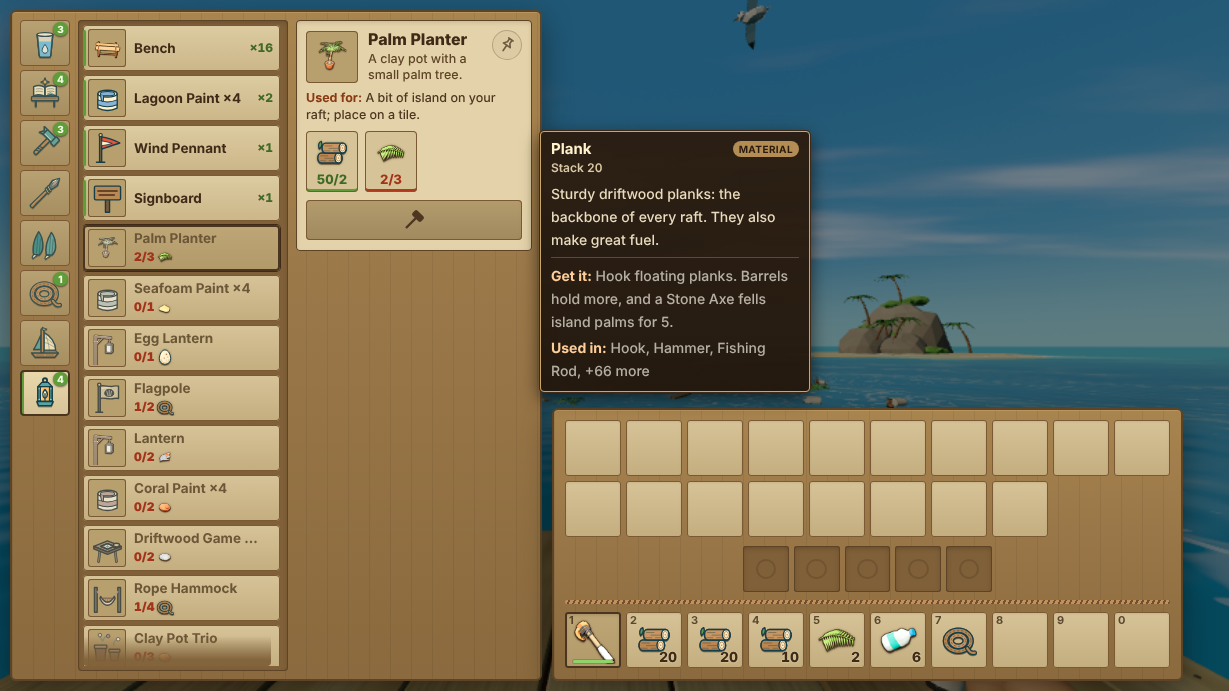 3
4
3
1
4
Bench ×16
Lagoon Paint ×4 ×2
Wind Pennant ×1
Signboard ×1
Palm Planter
2/3
Seafoam Paint ×4
0/1
Egg Lantern
0/1
Flagpole
1/2
Lantern
0/2
Coral Paint ×4
0/2
Driftwood Game ...
0/2
Rope Hammock
1/4
Clay Pot Trio
0/3
Palm Planter
A clay pot with a
small palm tree.
Used for: A bit of island on your
raft; place on a tile.
50/2 2/3
Plank MATERIAL
Stack 20
Sturdy driftwood planks: the
backbone of every raft. They also
make great fuel.
Get it: Hook floating planks. Barrels
hold more, and a Stone Axe fells
island palms for 5.
Used in: Hook, Hammer, Fishing
Rod, +66 more
1 2 3 4 5 6 7 8 9 0
20 20 10 2 6